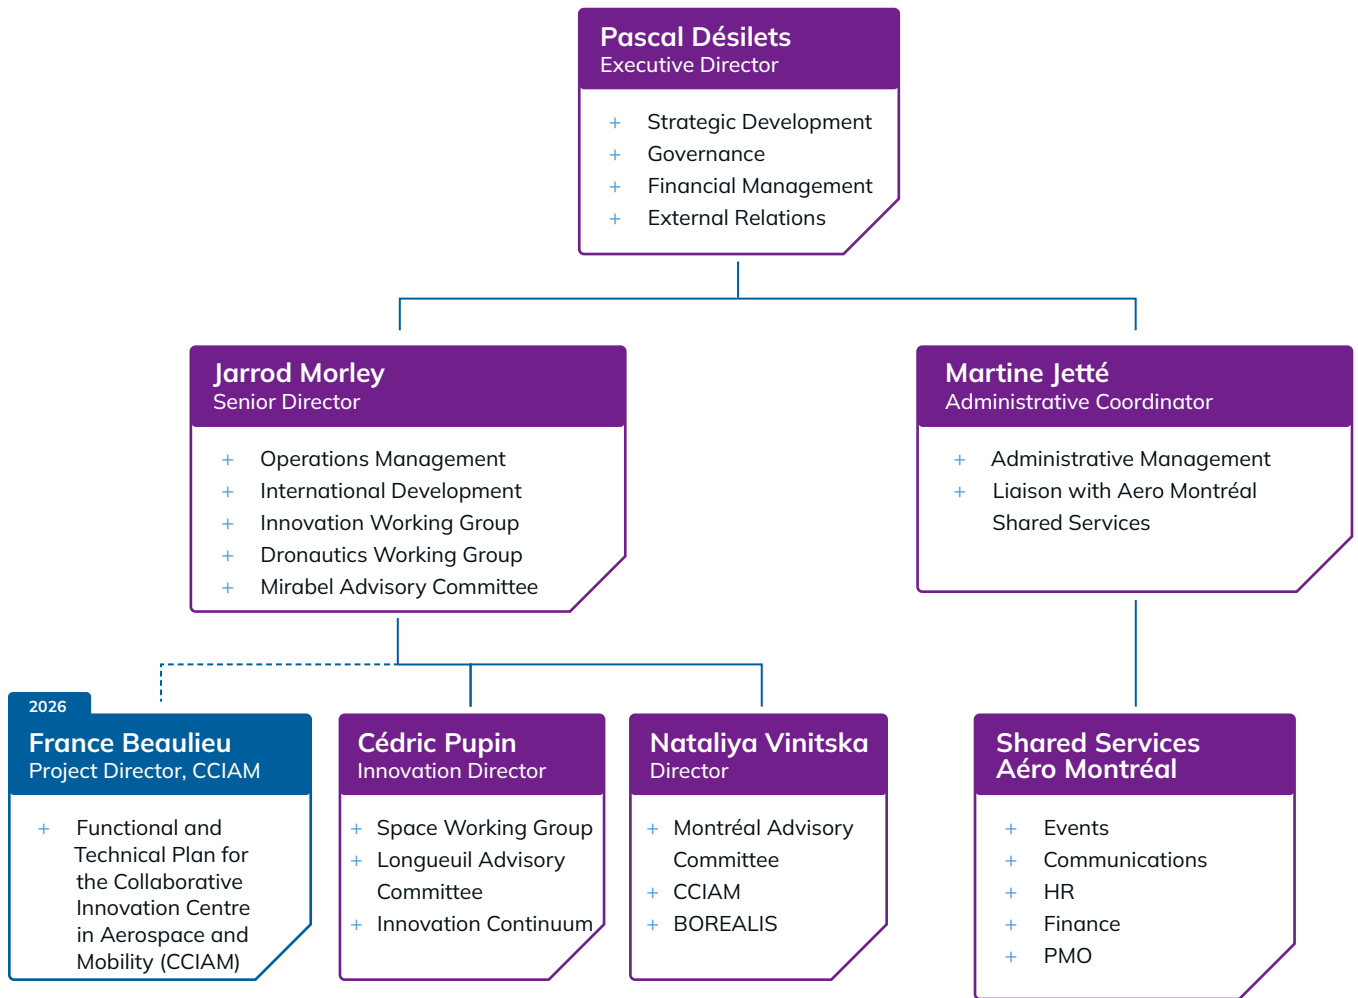 Pascal Désilets
Executive Director
+ Strategic Development
+ Governance
+ Financial Management
+ External Relations
Jarrod Morley
Senior Director
+ Operations Management
+ International Development
+ Innovation Working Group
+ Dronautics Working Group
+ Mirabel Advisory Committee
Martine Jetté
Administrative Coordinator
+ Administrative Management
+ Liaison with Aero Montréal
Shared Services
2026
France Beaulieu
Project Director, CCIAM
+ Functional and
Technical Plan for
the Collaborative
Innovation Centre
in Aerospace and
Mobility (CCIAM)
Cédric Pupin
Innovation Director
+ Space Working Group
+ Longueuil Advisory
Committee
+ Innovation Continuum
Nataliya Vinitska
Director
+ Montréal Advisory
Committee
+ CCIAM
+ BOREALIS
Shared Services
Aéro Montréal
+ Events
+ Communications
+ HR
+ Finance
+ PMO